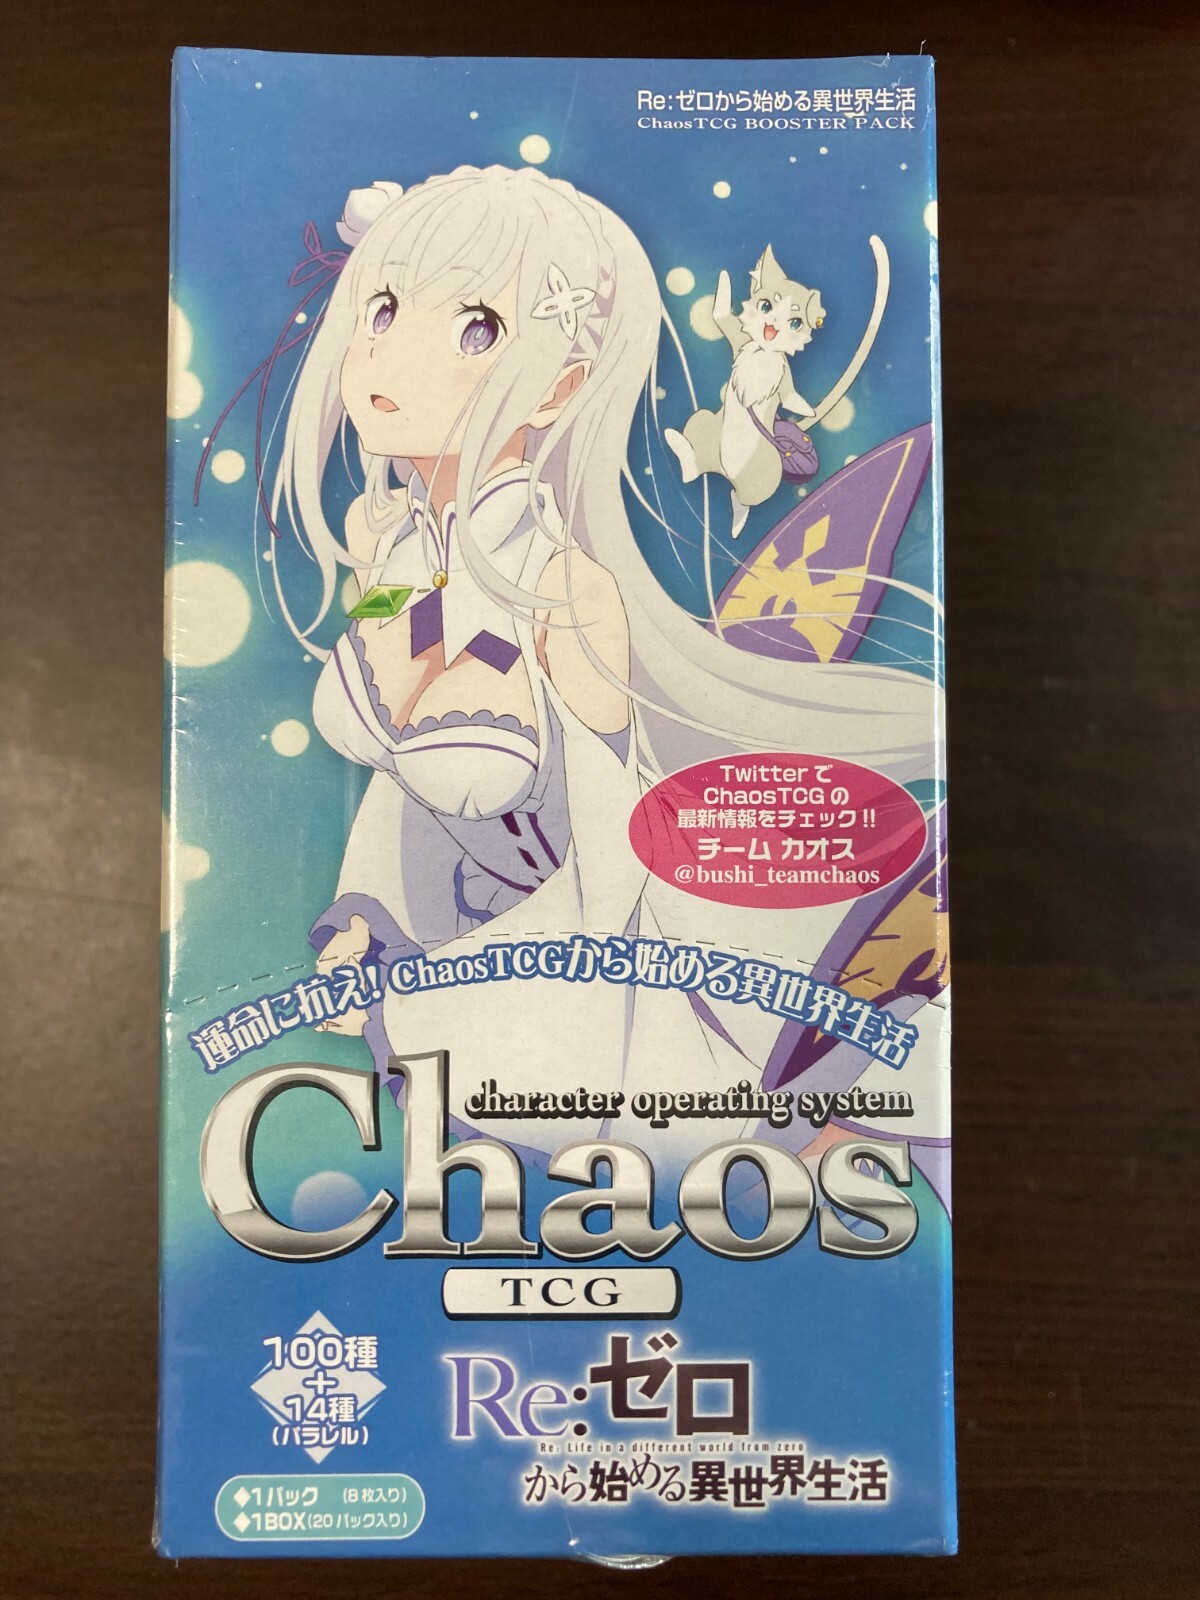 Re:ゼロから始める異世界生活
ChaosTCG BOOSTER PACK
Twitterで
ChaosTCGの
最新情報をチェック!!
チーム カオス
@bushi_teamchaos
運命に抗え! ChaosTCGから始める異世界生活
character operating system
Chaos
TCG
100種
+
14種
(パラレル)
Re:ゼロ
Re: Life in a different world from zero
から始める異世界生活
◆1パック (8枚入り)
◆1BOX(20パック入り)